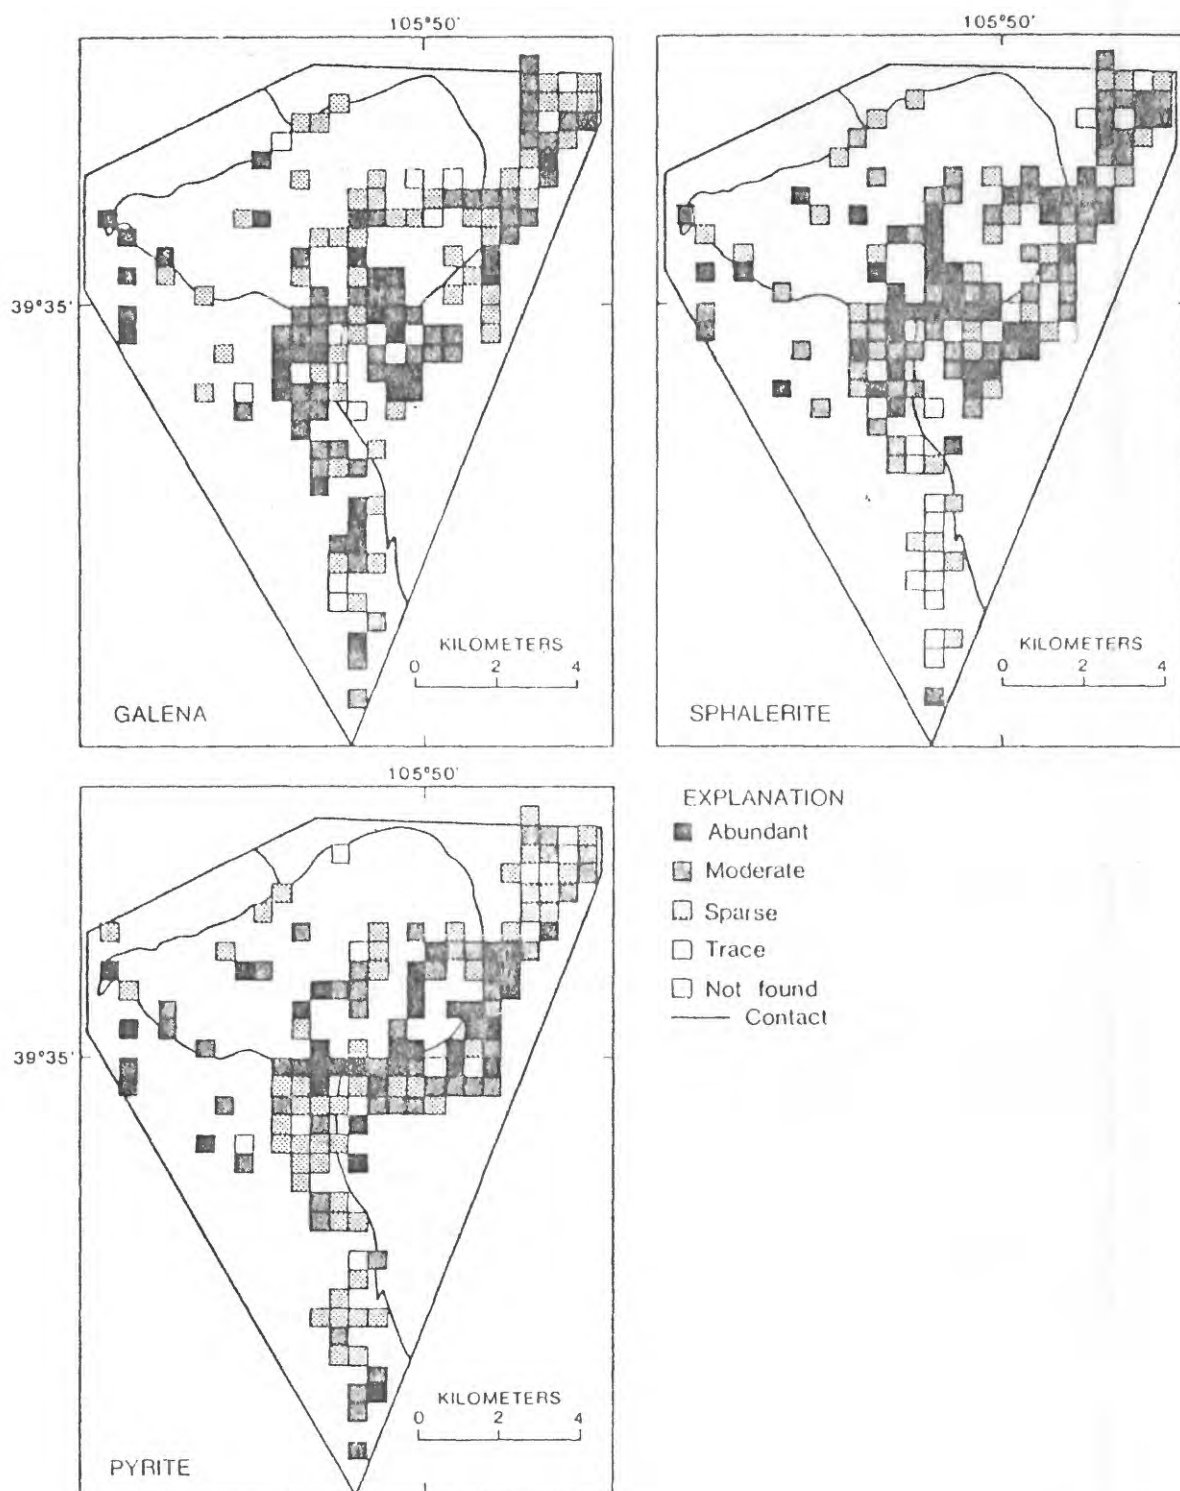 105°50'
105°50'
39°35'
KILOMETERS
0 2 4
GALENA
KILOMETERS
0 2 4
SPHALERITE
105°50'
39°35'
KILOMETERS
0 2 4
PYRITE
EXPLANATION
Abundant
Moderate
Sparse
Trace
Not found
Contact